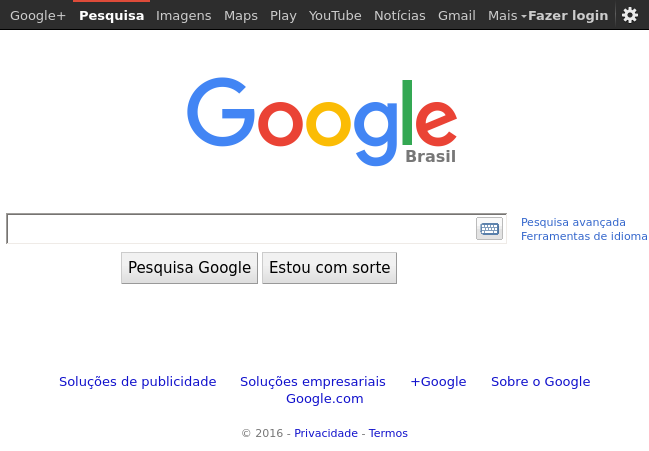 Google+ Pesquisa Imagens Maps Play YouTube Notícias Gmail Mais Fazer login
Google
Brasil
Pesquisa avançada
Ferramentas de idioma
Pesquisa Google Estou com sorte
Soluções de publicidade Soluções empresariais +Google Sobre o Google
Google.com
© 2016 - Privacidade - Termos